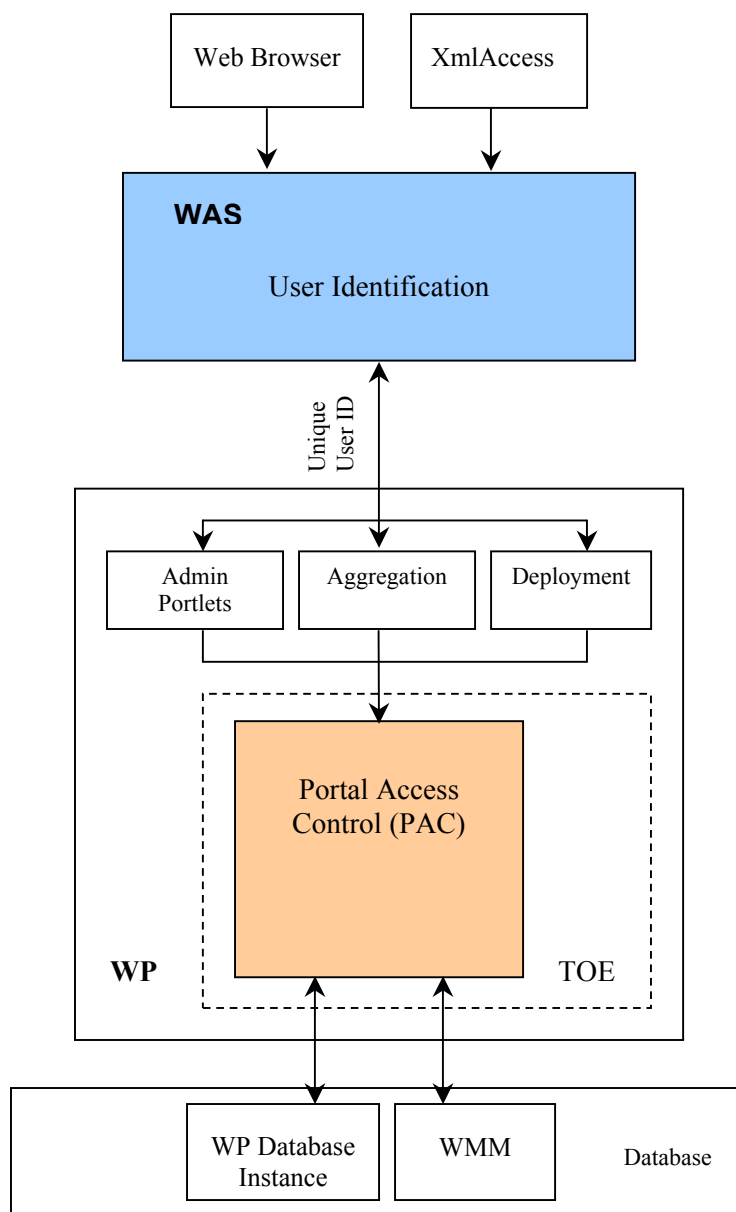 Web Browser
XmlAccess
WAS
User Identification
Unique
User ID
Admin
Portlets
Aggregation
Deployment
Portal Access
Control (PAC)
WP
TOE
WP Database
Instance
WMM
Database